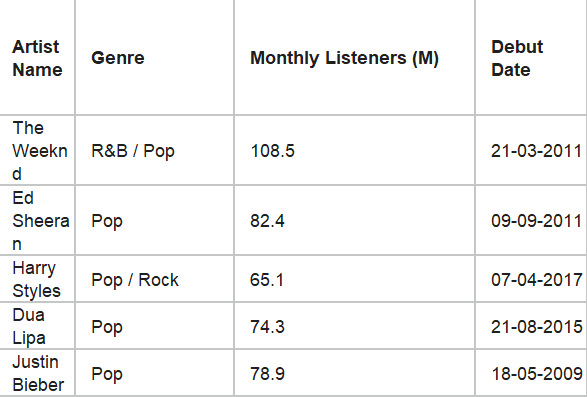 Artist Name Genre Monthly Listeners (M) Debut Date
The Weeknd R&B / Pop 108.5 21-03-2011
Ed Sheeran Pop 82.4 09-09-2011
Harry Styles Pop / Rock 65.1 07-04-2017
Dua Lipa Pop 74.3 21-08-2015
Justin Bieber Pop 78.9 18-05-2009